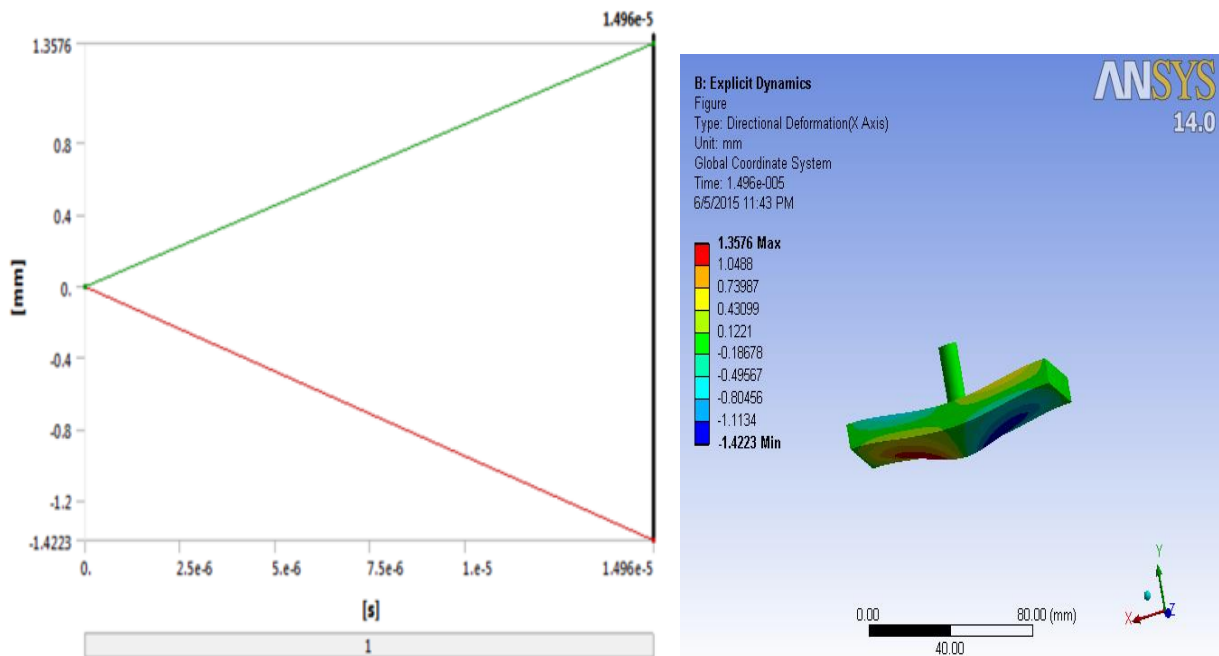 1.496e-5
1.3576
0.8
0.4
0.
-0.4
-0.8
-1.2
-1.4223
[mm]
0. 2.5e-6 5.e-6 7.5e-6 1.e-5 1.496e-5
[s]
1
B: Explicit Dynamics
Figure
Type: Directional Deformation(X Axis)
Unit: mm
Global Coordinate System
Time: 1.496e-005
6/5/2015 11:43 PM
ANSYS
14.0
1.3576 Max
1.0488
0.73987
0.43099
0.1221
-0.18678
-0.49567
-0.80456
-1.1134
-1.4223 Min
Y
X
Z
0.00 80.00 (mm)
40.00